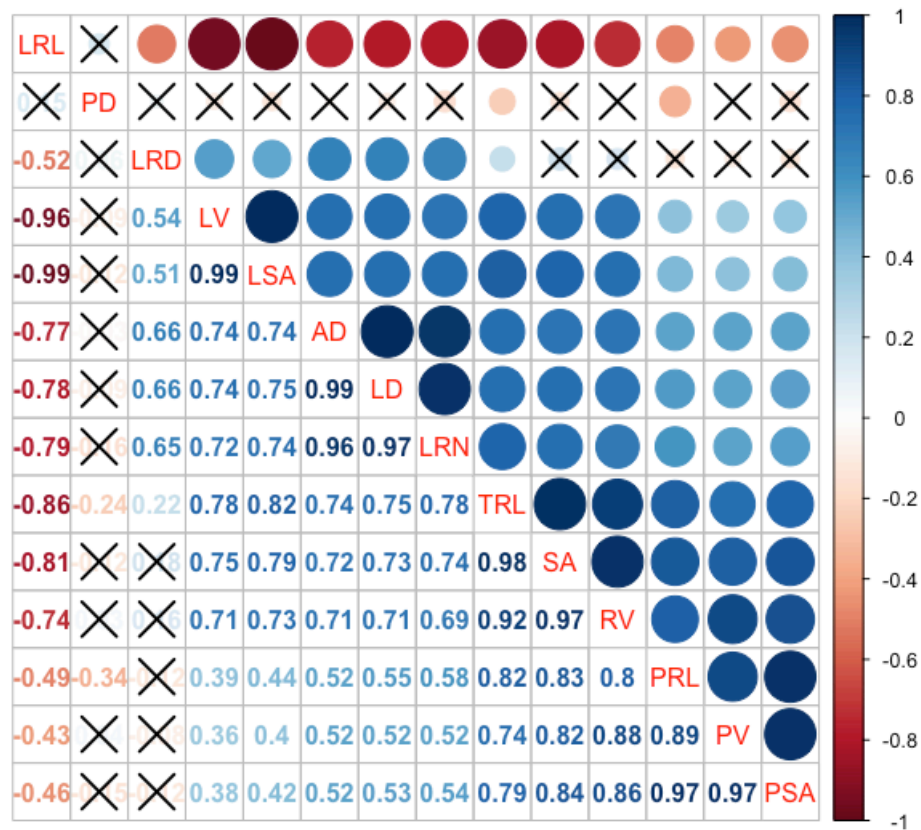 LRL
PD
-0.52 LRD
-0.96 0.54 LV
-0.99 0.51 0.99 LSA
-0.77 0.66 0.74 0.74 AD
-0.78 0.66 0.74 0.75 0.99 LD
-0.79 0.65 0.72 0.74 0.96 0.97 LRN
-0.86 -0.24 0.22 0.78 0.82 0.74 0.75 0.78 TRL
-0.81 0.75 0.79 0.72 0.73 0.74 0.98 SA
-0.74 0.71 0.73 0.71 0.71 0.69 0.92 0.97 RV
-0.49 -0.34 0.39 0.44 0.52 0.55 0.58 0.82 0.83 0.8 PRL
-0.43 0.36 0.4 0.52 0.52 0.52 0.74 0.82 0.88 0.89 PV
-0.46 0.38 0.42 0.52 0.53 0.54 0.79 0.84 0.86 0.97 0.97 PSA
1
0.8
0.6
0.4
0.2
0
-0.2
-0.4
-0.6
-0.8
-1